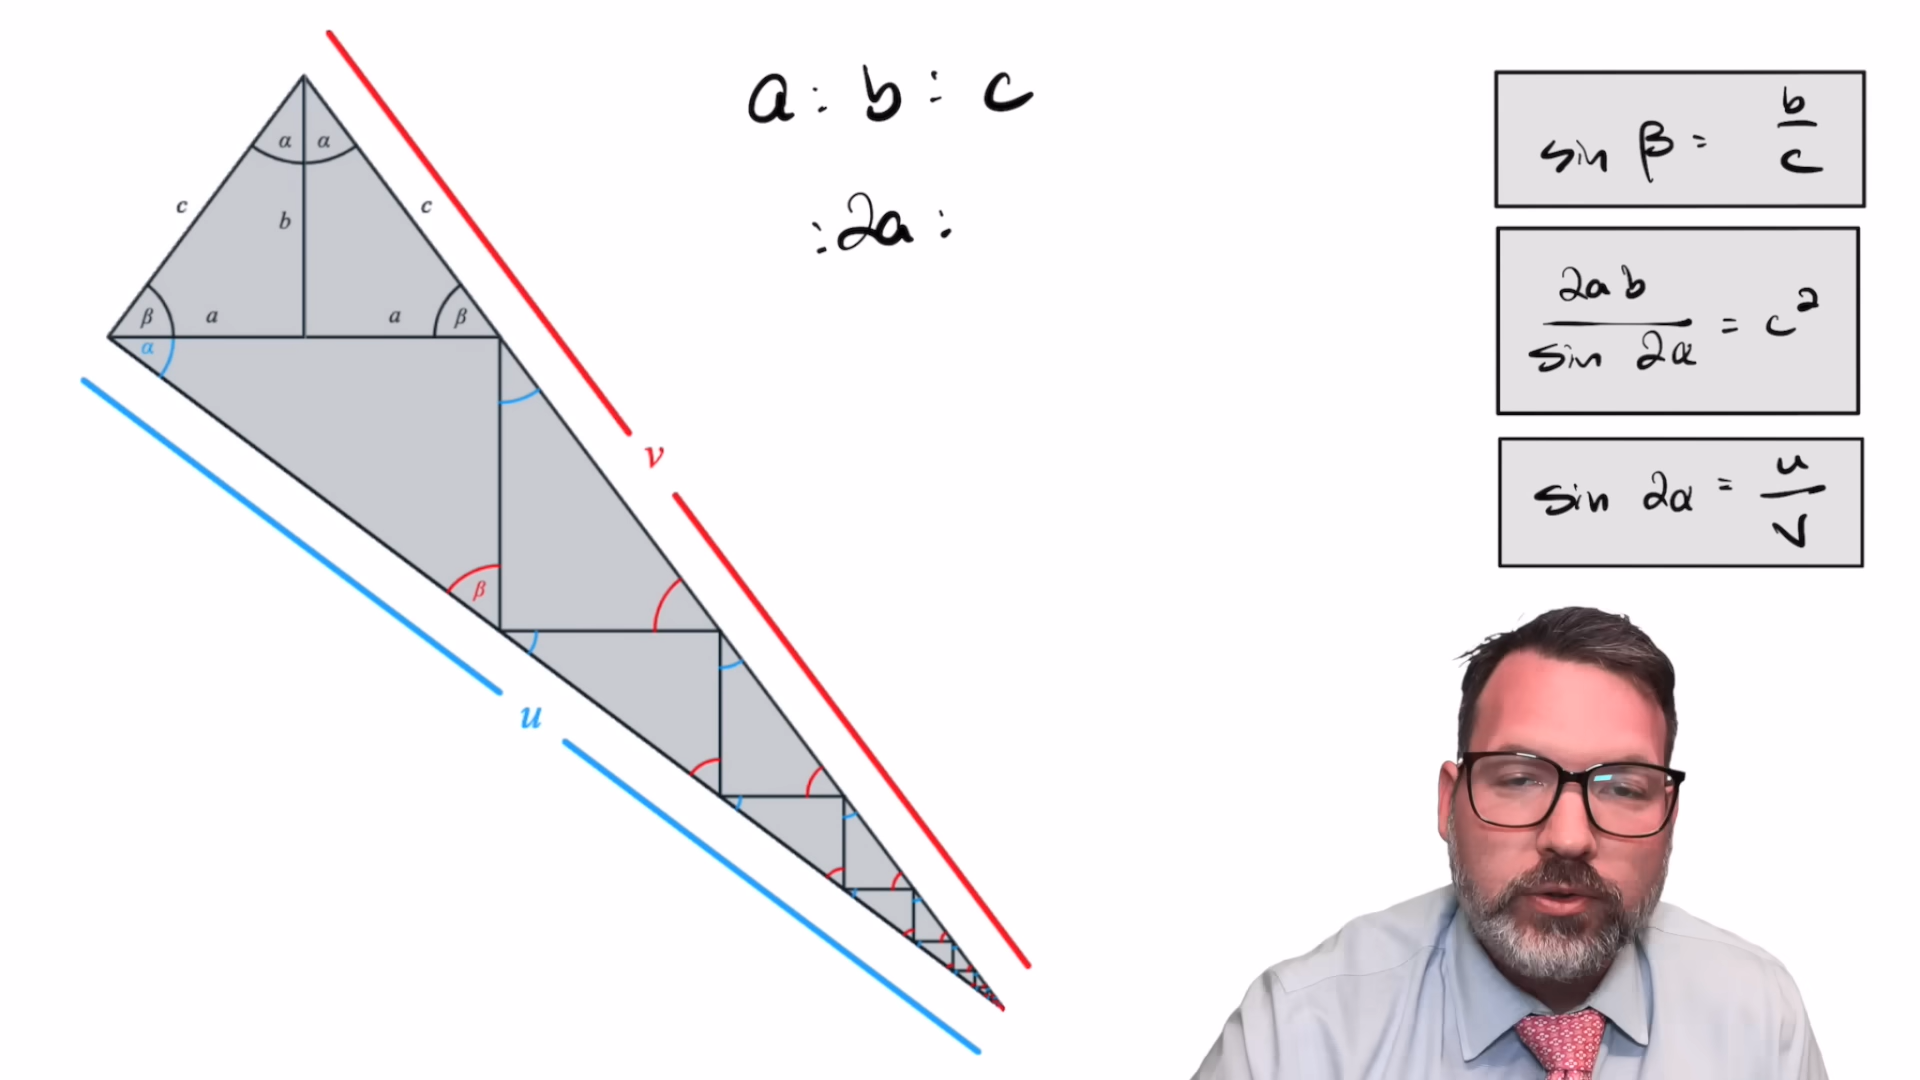 α α
c b c
β a a β
α
β
v
u
a : b : c
: 2a :
sin β = b/c
2ab/sin 2α = c²
sin 2α = u/v